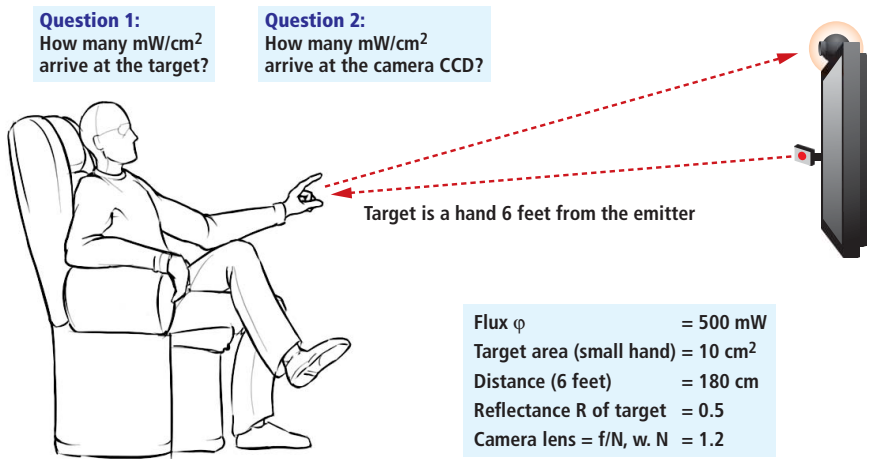 Question 1:
How many mW/cm²
arrive at the target?
Question 2:
How many mW/cm²
arrive at the camera CCD?
Target is a hand 6 feet from the emitter
Flux φ = 500 mW
Target area (small hand) = 10 cm²
Distance (6 feet) = 180 cm
Reflectance R of target = 0.5
Camera lens = f/N, w. N = 1.2